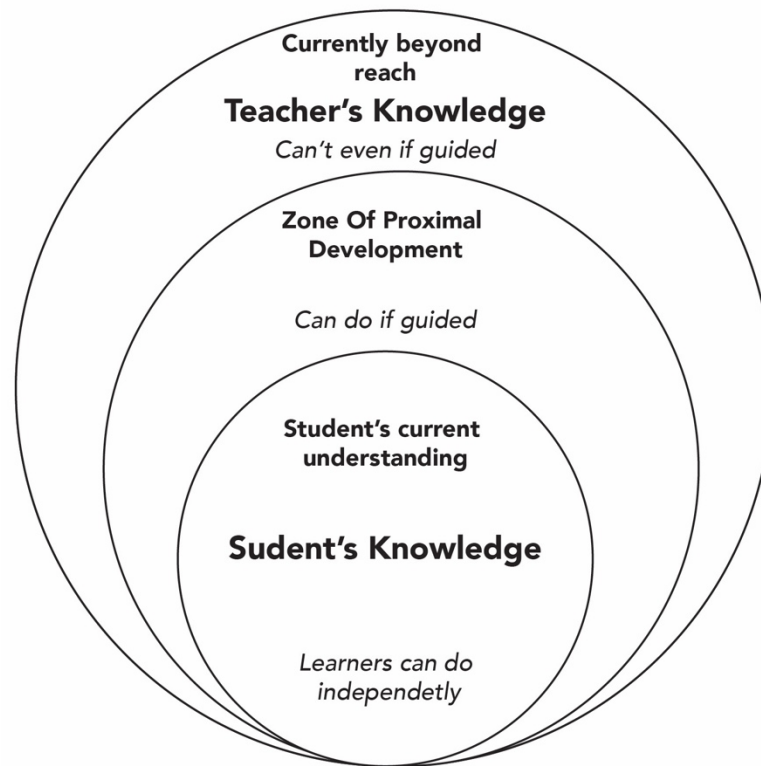 Currently beyond
reach
Teacher's Knowledge
Can't even if guided
Zone Of Proximal
Development
Can do if guided
Student's current
understanding
Sudent's Knowledge
Learners can do
independetly